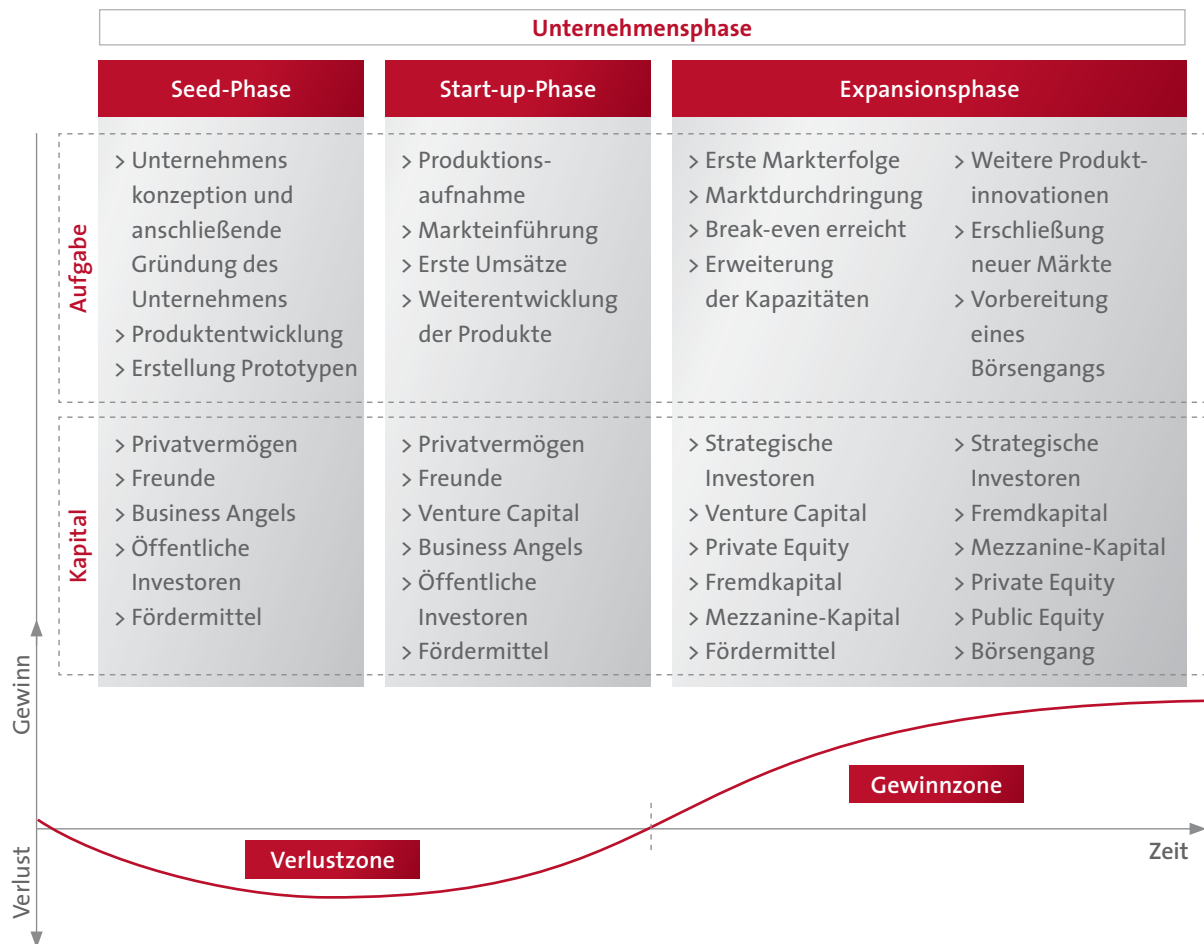 Unternehmensphase
Seed-Phase
Start-up-Phase
Expansionsphase
Aufgabe
> Unternehmens
konzeption und
anschließende
Gründung des
Unternehmens
> Produktentwicklung
> Erstellung Prototypen
> Produktions-
aufnahme
> Markteinführung
> Erste Umsätze
> Weiterentwicklung
der Produkte
> Erste Markterfolge
> Marktdurchdringung
> Break-even erreicht
> Erweiterung
der Kapazitäten
> Weitere Produkt-
innovationen
> Erschließung
neuer Märkte
> Vorbereitung
eines
Börsengangs
Kapital
> Privatvermögen
> Freunde
> Business Angels
> Öffentliche
Investoren
> Fördermittel
> Privatvermögen
> Freunde
> Venture Capital
> Business Angels
> Öffentliche
Investoren
> Fördermittel
> Strategische
Investoren
> Venture Capital
> Private Equity
> Fremdkapital
> Mezzanine-Kapital
> Fördermittel
> Strategische
Investoren
> Fremdkapital
> Mezzanine-Kapital
> Private Equity
> Public Equity
> Börsengang
Gewinn
Verlust
Gewinnzone
Verlustzone
Zeit